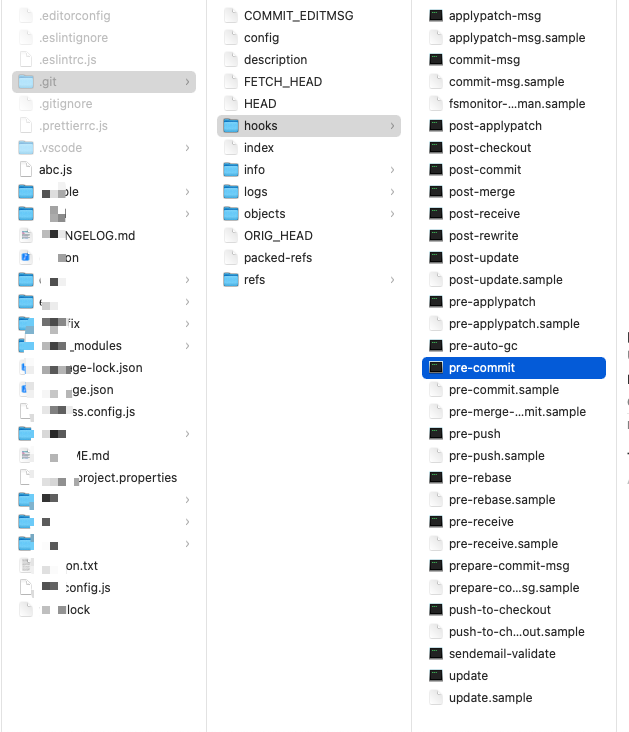 .editorconfig
.eslintignore
.eslintrc.js
.git
.gitignore
.prettierrc.js
.vscode
abc.js
.json
.md
.project.properties
COMMIT_EDITMSG
config
description
FETCH_HEAD
HEAD
hooks
index
info
logs
objects
ORIG_HEAD
packed-refs
refs
applypatch-msg
applypatch-msg.sample
commit-msg
commit-msg.sample
fsmonitor-...man.sample
post-applypatch
post-checkout
post-commit
post-merge
post-receive
post-rewrite
post-update
post-update.sample
pre-applypatch
pre-applypatch.sample
pre-auto-gc
pre-commit
pre-commit.sample
pre-merge-...mit.sample
pre-push
pre-push.sample
pre-rebase
pre-rebase.sample
pre-receive
pre-receive.sample
prepare-commit-msg
prepare-co...sg.sample
push-to-checkout
push-to-ch...out.sample
sendemail-validate
update
update.sample